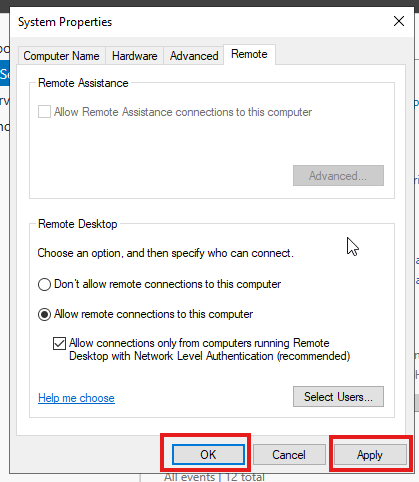 System Properties
Computer Name Hardware Advanced Remote
Remote Assistance
Allow Remote Assistance connections to this computer
Advanced...
Remote Desktop
Choose an option, and then specify who can connect.
Don't allow remote connections to this computer
Allow remote connections to this computer
Allow connections only from computers running Remote
Desktop with Network Level Authentication (recommended)
Help me choose
Select Users...
OK Cancel Apply
All events | 12 total